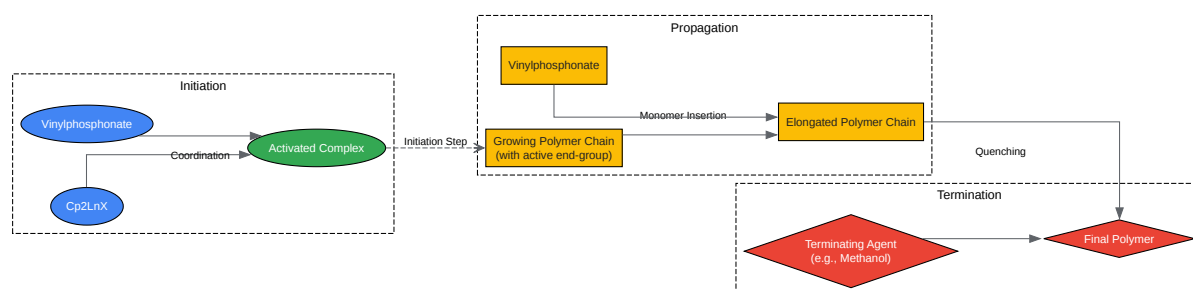 Initiation
Vinylphosphonate
Coordination
Cp2LnX
Activated Complex
Initiation Step
Propagation
Vinylphosphonate
Monomer Insertion
Growing Polymer Chain
(with active end-group)
Elongated Polymer Chain
Quenching
Termination
Terminating Agent
(e.g., Methanol)
Final Polymer